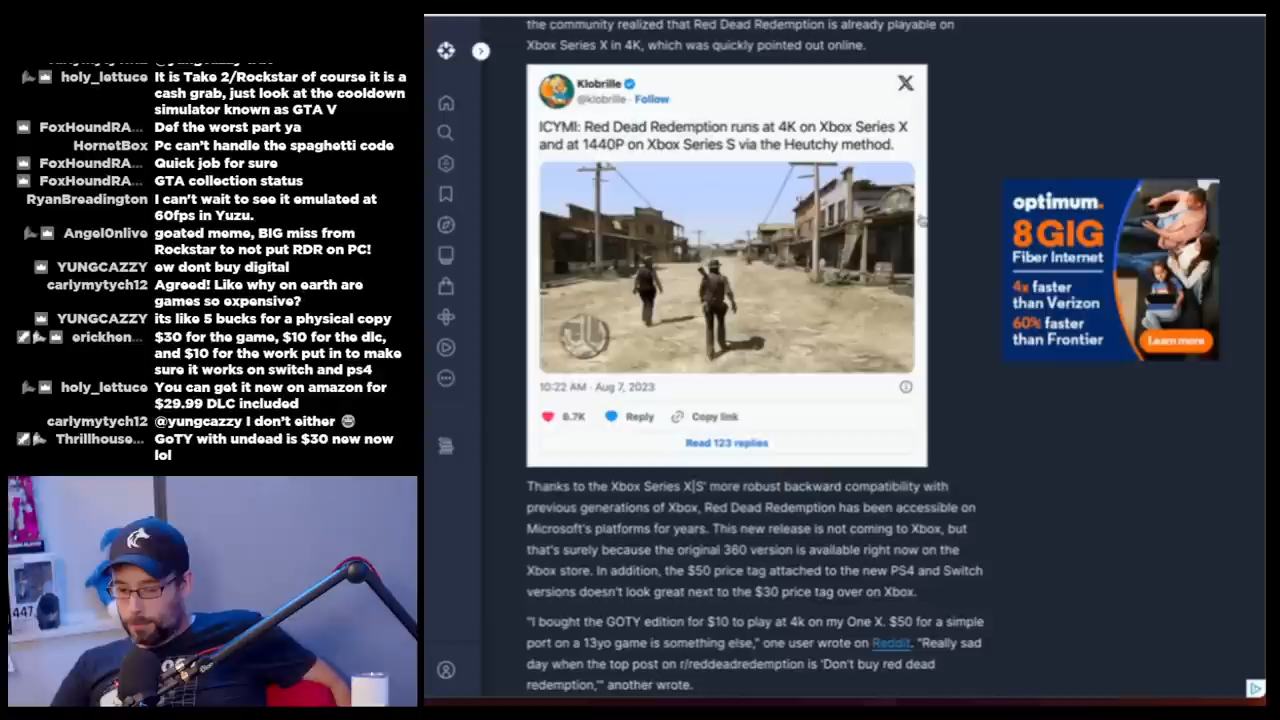 holy_lettuce It is Take 2/Rockstar of course it is a
cash grab, just look at the cooldown
simulator known as GTA V
FoxHoundRA... Def the worst part ya
HornetBox Pc can't handle the spaghetti code
FoxHoundRA... Quick job for sure
FoxHoundRA... GTA collection status
RyanBreadington I can't wait to see it emulated at
60fps in Yuzu.
AngelOnlive goated meme, BIG miss from
Rockstar to not put RDR on PC!
YUNGCAZZY ew dont buy digital
carlymytych12 Agreed! Like why on earth are
games so expensive?
YUNGCAZZY its like 5 bucks for a physical copy
erickhen... $30 for the game, $10 for the dlc,
and $10 for the work put in to make
sure it works on switch and ps4
holy_lettuce You can get it new on amazon for
$29.99 DLC included
carlymytych12 @yungcazzy I don't either
Thrillhouse... GoTY with undead is $30 new now
lol
447
the community realized that Red Dead Redemption is already playable on
Xbox Series X in 4K, which was quickly pointed out online.
Klobrille
@klobrille · Follow
ICYMI: Red Dead Redemption runs at 4K on Xbox Series X
and at 1440P on Xbox Series S via the Heutchy method.
10:22 AM · Aug 7, 2023
6.7K Reply Copy link
Read 123 replies
Thanks to the Xbox Series X|S' more robust backward compatibility with
previous generations of Xbox, Red Dead Redemption has been accessible on
Microsoft's platforms for years. This new release is not coming to Xbox, but
that's surely because the original 360 version is available right now on the
Xbox store. In addition, the $50 price tag attached to the new PS4 and Switch
versions doesn't look great next to the $30 price tag over on Xbox.
"I bought the GOTY edition for $10 to play at 4k on my One X. $50 for a simple
port on a 13yo game is something else," one user wrote on Reddit. "Really sad
day when the top post on r/reddeadredemption is 'Don't buy red dead
redemption,'" another wrote.
optimum.
8 GIG
Fiber Internet
4x faster
than Verizon
60% faster
than Frontier
Learn more